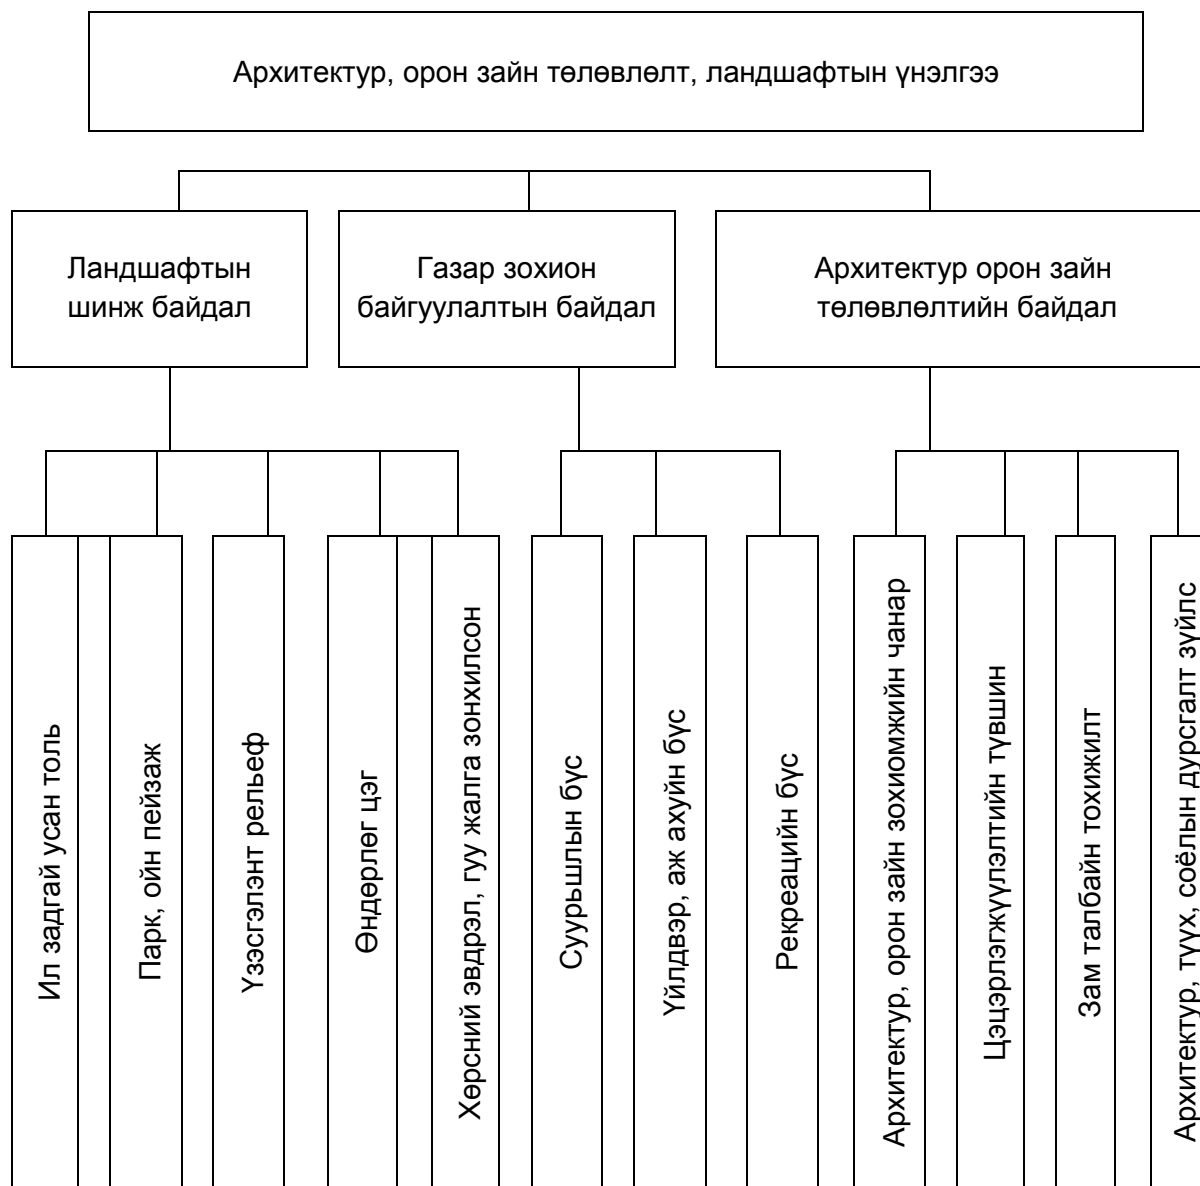 Архитектур, орон зайн төлөвлөлт, ландшафтын үнэлгээ
Ландшафтын
шинж байдал
Газар зохион
байгуулалтын байдал
Архитектур орон зайн
төлөвлөлтийн байдал
Ил задгай усан толь
Парк, ойн пейзаж
Үзэсгэлэнт рельеф
Өндөрлөг цэг
Хөрсний эвдрэл, гуу жалга зонхилсон
Суурьшлын бүс
Үйлдвэр, аж ахуйн бүс
Рекреацийн бүс
Архитектур, орон зайн зохиомжийн чанар
Цэцэрлэгжүүлэлтийн түвшин
Зам талбайн тохижилт
Архитектур, түүх, соёлын дурсгалт зүйлс